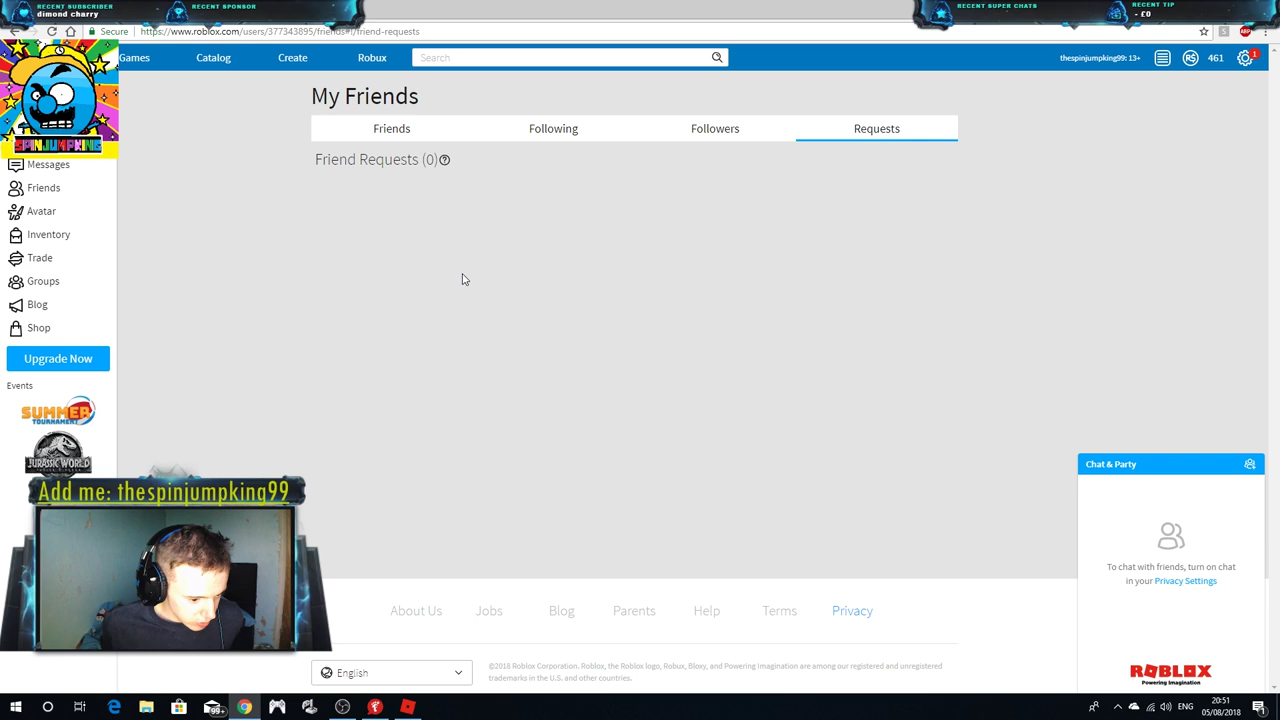 RECENT SUBSCRIBER
dimond charry
RECENT SPONSOR
RECENT SUPER CHATS
RECENT TIP
- £0
Secure
https://www.roblox.com/users/377343895/friends#!/friend-requests
Games
Catalog
Create
Robux
Search
thespinjumpking99: 13+
461
1
SPINJUMPKING
My Friends
Friends
Following
Followers
Requests
Friend Requests (0)
Messages
Friends
Avatar
Inventory
Trade
Groups
Blog
Shop
Upgrade Now
Events
SUMMER
TOURNAMENT
JURASSIC WORLD
Add me: thespinjumpking99
Chat & Party
To chat with friends, turn on chat
in your Privacy Settings
ROBLOX
Powering Imagination
About Us
Jobs
Blog
Parents
Help
Terms
Privacy
English
©2018 Roblox Corporation. Roblox, the Roblox logo, Robux, Bloxy, and Powering Imagination are among our registered and unregistered
trademarks in the U.S. and other countries.
99+
ENG
20:51
05/08/2018
1